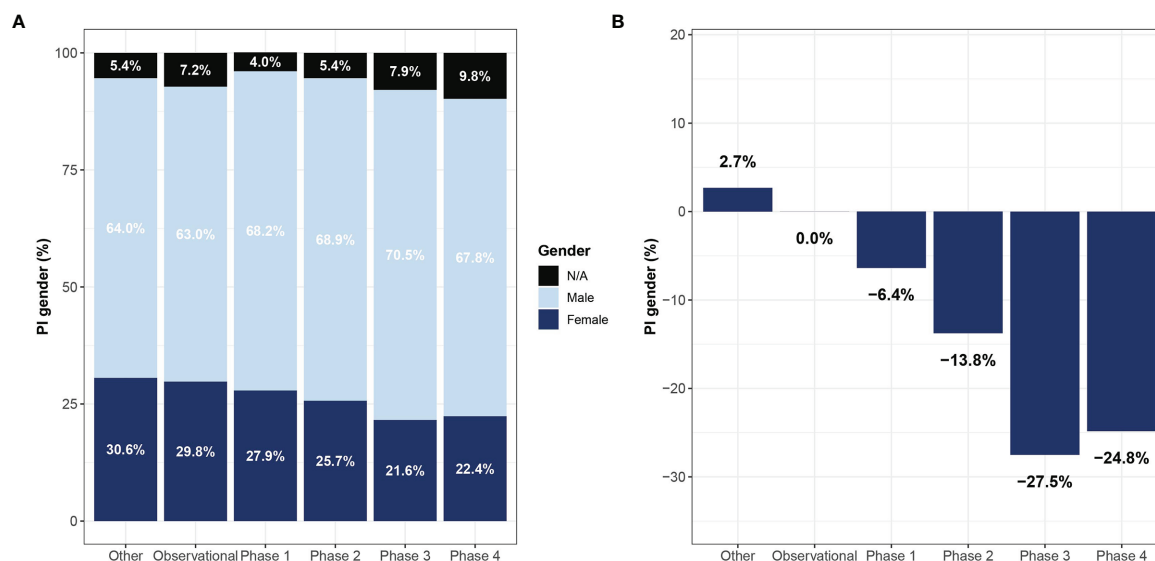 A
PI gender (%)
100
75
50
25
0
5.4% 7.2% 4.0% 5.4% 7.9% 9.8%
64.0% 63.0% 68.2% 68.9% 70.5% 67.8%
30.6% 29.8% 27.9% 25.7% 21.6% 22.4%
Other Observational Phase 1 Phase 2 Phase 3 Phase 4
Gender
N/A
Male
Female
B
PI gender (%)
20
10
0
−10
−20
−30
2.7%
0.0%
−6.4%
−13.8%
−27.5%
−24.8%
Other Observational Phase 1 Phase 2 Phase 3 Phase 4